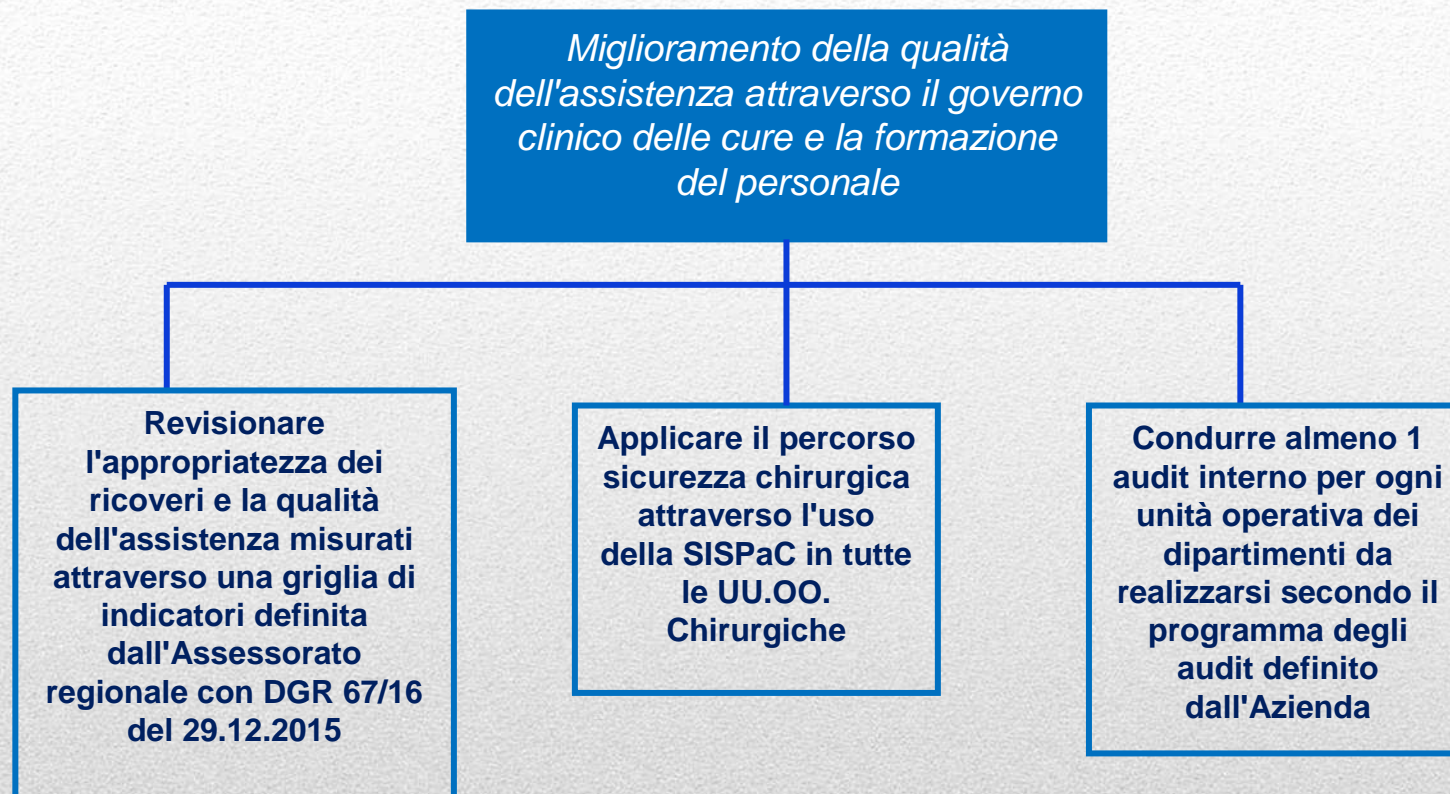 Miglioramento della qualità
dell'assistenza attraverso il governo
clinico delle cure e la formazione
del personale
Revisionare
l'appropriatezza dei
ricoveri e la qualità
dell'assistenza misurati
attraverso una griglia di
indicatori definita
dall'Assessorato
regionale con DGR 67/16
del 29.12.2015
Applicare il percorso
sicurezza chirurgica
attraverso l'uso
della SISPaC in tutte
le UU.OO.
Chirurgiche
Condurre almeno 1
audit interno per ogni
unità operativa dei
dipartimenti da
realizzarsi secondo il
programma degli
audit definito
dall'Azienda